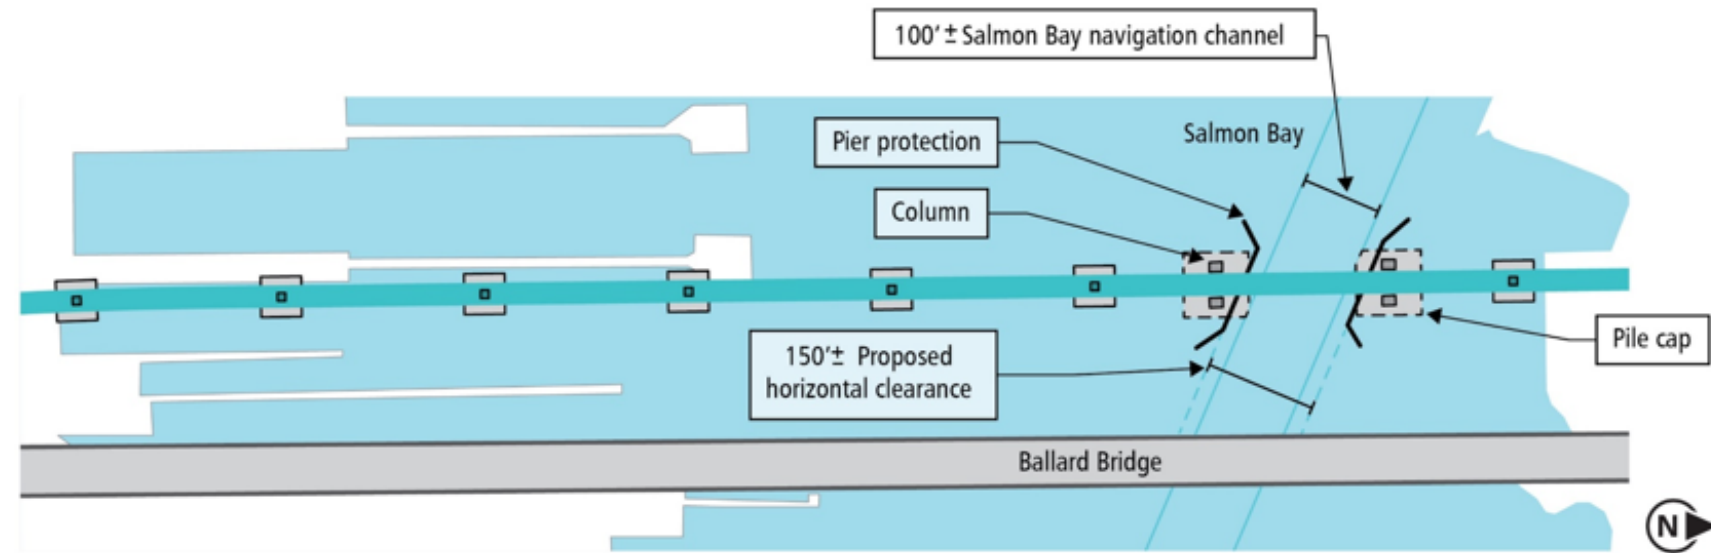 100’± Salmon Bay navigation channel
Pier protection
Salmon Bay
Column
150’± Proposed
horizontal clearance
Pile cap
Ballard Bridge
N